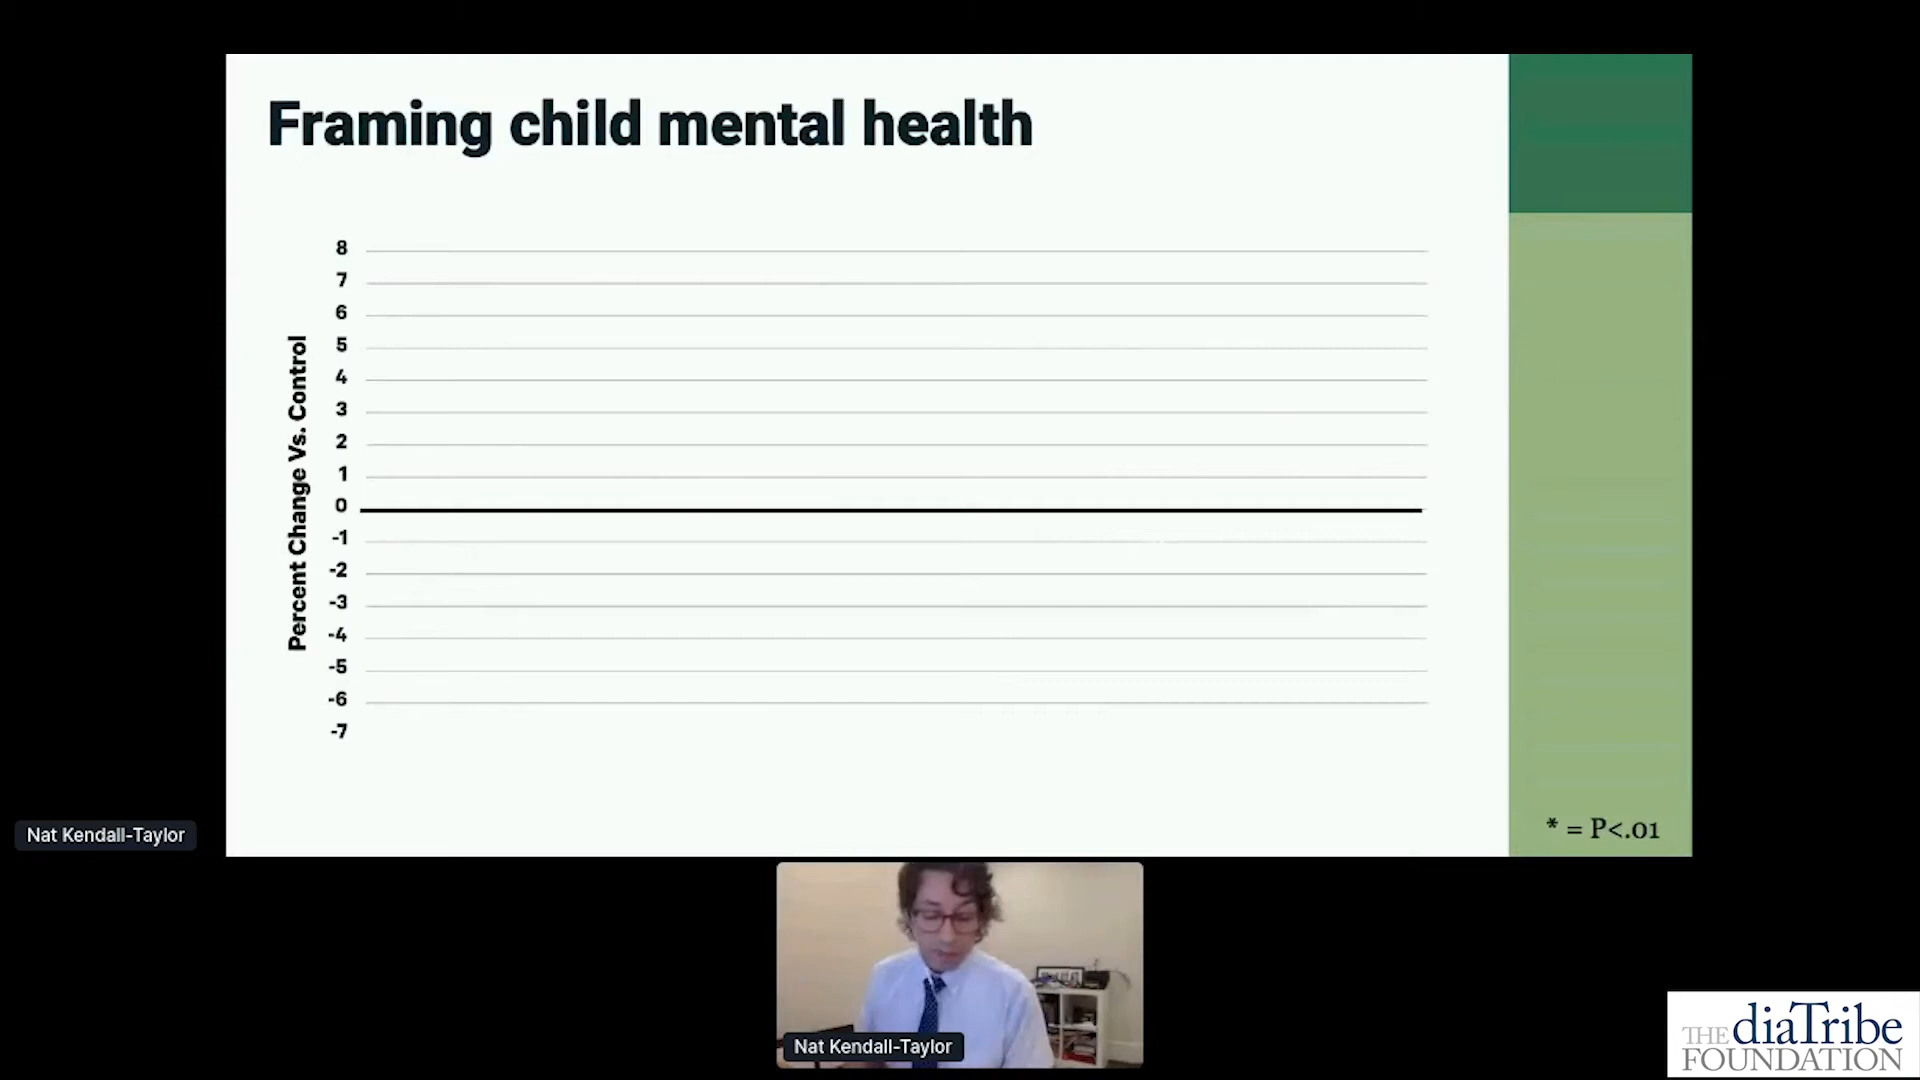 Framing child mental health
Percent Change Vs. Control
8
7
6
5
4
3
2
1
0
-1
-2
-3
-4
-5
-6
-7
* = P<.01
Nat Kendall-Taylor
Nat Kendall-Taylor
THE diaTribe
FOUNDATION